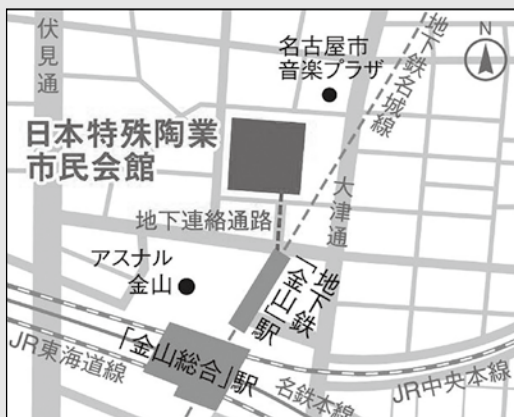 伏見通
名古屋市
音楽プラザ
地下鉄名城線
N
日本特殊陶業
市民会館
大津通
地下連絡通路
アスナル
金山
地下鉄
「金山」駅
「金山総合」駅
JR東海道線
名鉄本線
JR中央本線